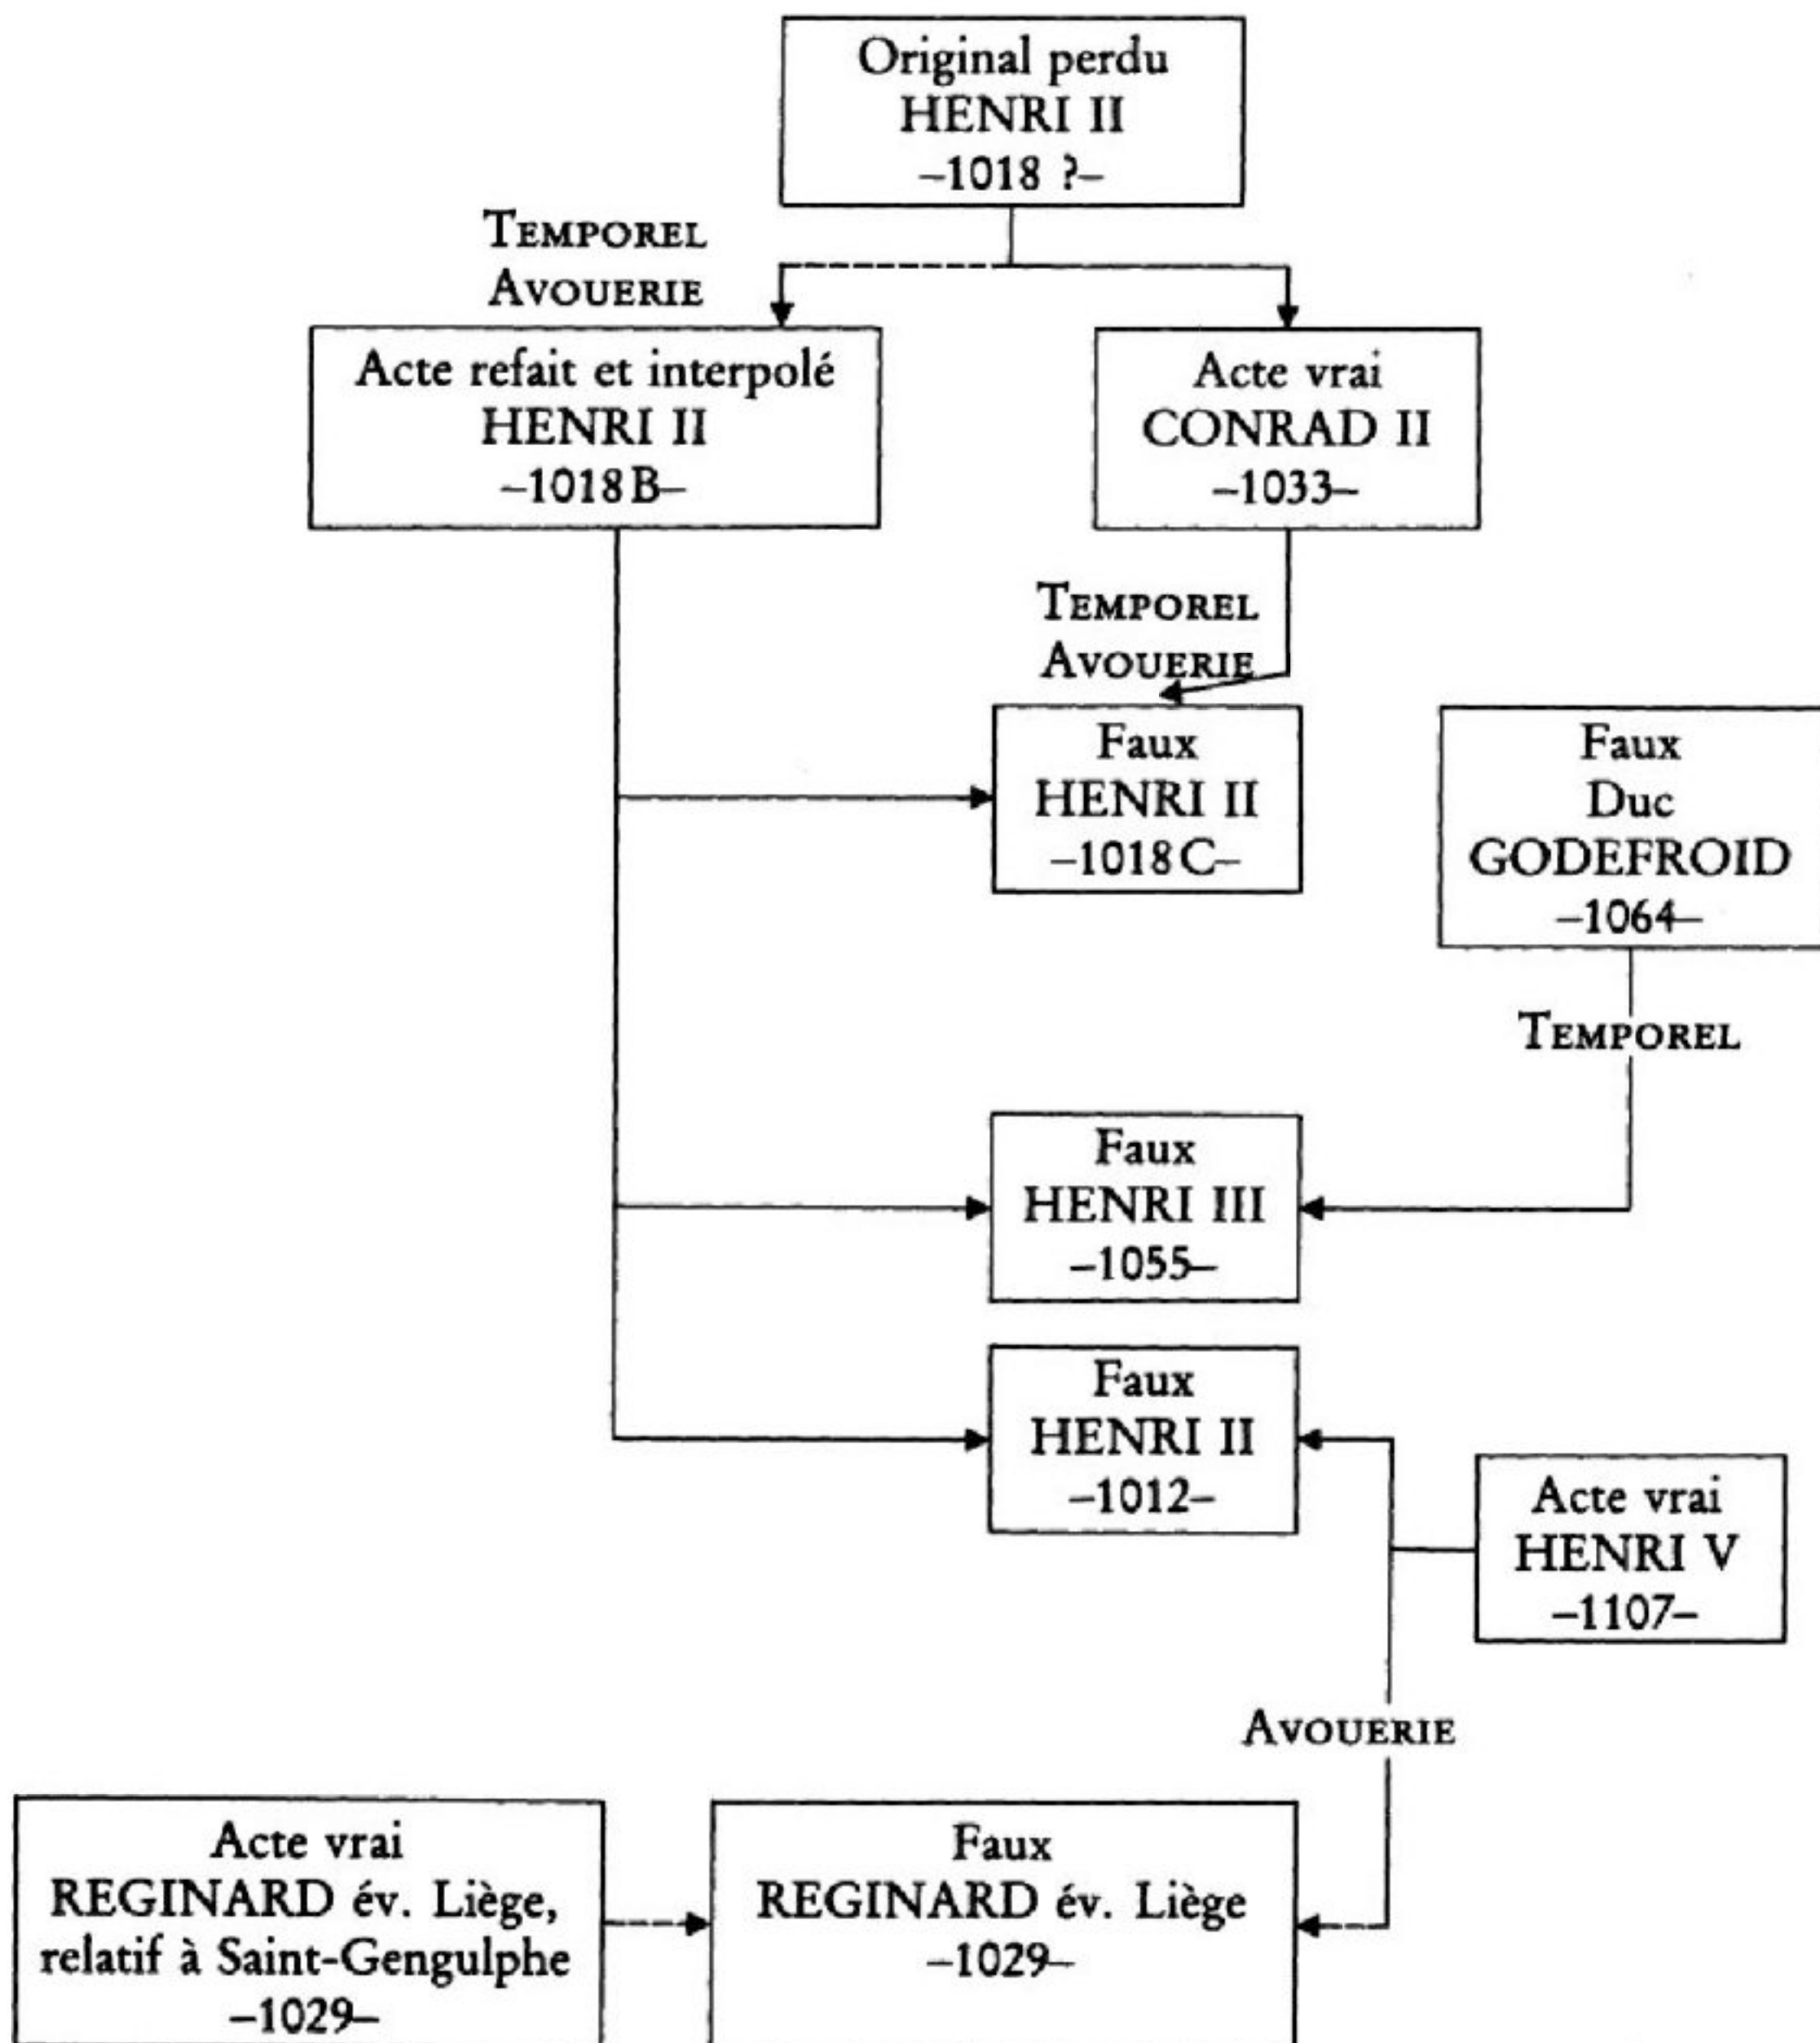 Original perdu
HENRI II
–1018 ?–
TEMPOREL
AVOUERIE
Acte refait et interpolé
HENRI II
–1018 B–
Acte vrai
CONRAD II
–1033–
TEMPOREL
AVOUERIE
Faux
HENRI II
–1018 C–
Faux
Duc
GODEFROID
–1064–
TEMPOREL
Faux
HENRI III
–1055–
Faux
HENRI II
–1012–
Acte vrai
HENRI V
–1107–
AVOUERIE
Acte vrai
REGINARD év. Liège,
relatif à Saint-Gengulphe
–1029–
Faux
REGINARD év. Liège
–1029–